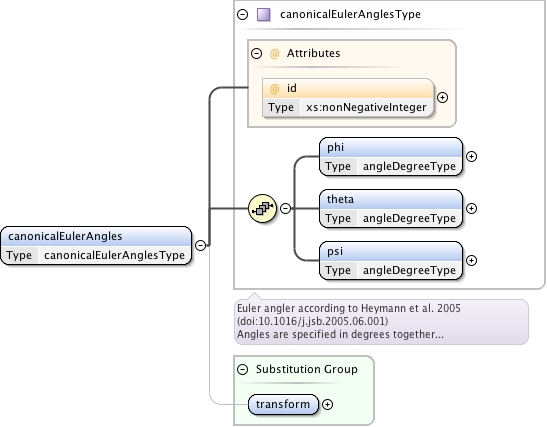 canonicalEulerAnglesType
@ Attributes
@ id
Type xs:nonNegativeInteger
phi
Type angleDegreeType
theta
Type angleDegreeType
psi
Type angleDegreeType
canonicalEulerAngles
Type canonicalEulerAnglesType
Euler angler according to Heymann et al. 2005
(doi:10.1016/j.jsb.2005.06.001)
Angles are specified in degrees together...
Substitution Group
transform